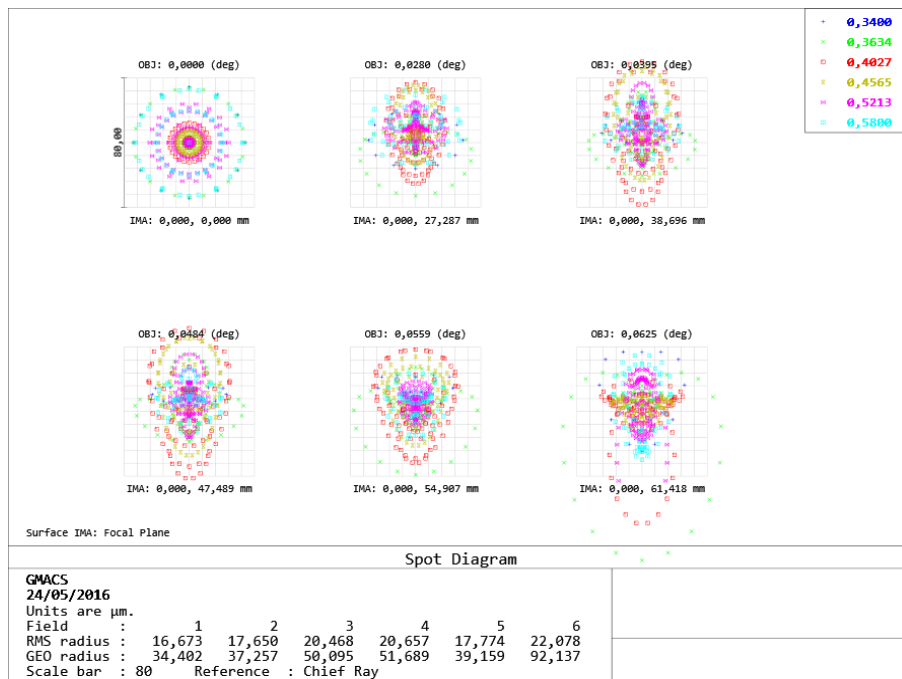 0,3400
0,3634
0,4027
0,4565
0,5213
0,5800
OBJ: 0,0000 (deg)
OBJ: 0,0280 (deg)
OBJ: 0,0395 (deg)
80,00
IMA: 0,000, 0,000 mm
IMA: 0,000, 27,287 mm
IMA: 0,000, 38,696 mm
OBJ: 0,0484 (deg)
OBJ: 0,0559 (deg)
OBJ: 0,0625 (deg)
IMA: 0,000, 47,489 mm
IMA: 0,000, 54,907 mm
IMA: 0,000, 61,418 mm
Surface IMA: Focal Plane
Spot Diagram
GMACS
24/05/2016
Units are µm.
Field : 1 2 3 4 5 6
RMS radius : 16,673 17,650 20,468 20,657 17,774 22,078
GEO radius : 34,402 37,257 50,095 51,689 39,159 92,137
Scale bar : 80 Reference : Chief Ray